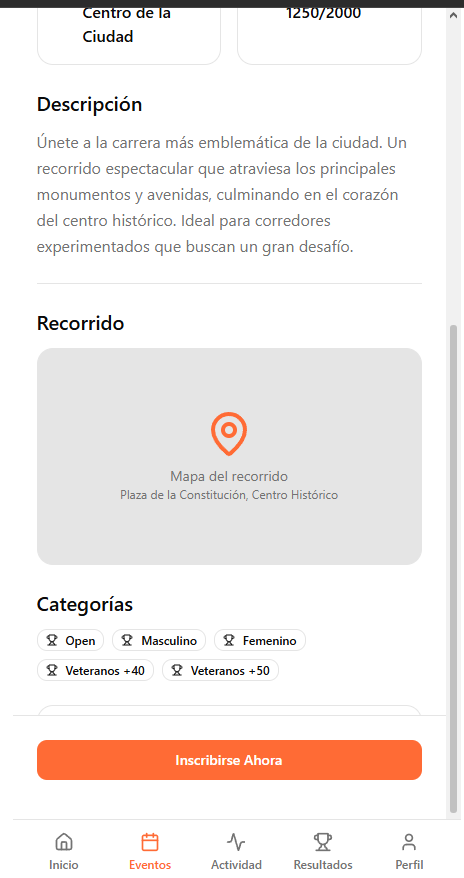 Centro de la
Ciudad
1250/2000
Descripción
Únete a la carrera más emblemática de la ciudad. Un
recorrido espectacular que atraviesa los principales
monumentos y avenidas, culminando en el corazón
del centro histórico. Ideal para corredores
experimentados que buscan un gran desafío.
Recorrido
Mapa del recorrido
Plaza de la Constitución, Centro Histórico
Categorías
Open
Masculino
Femenino
Veteranos +40
Veteranos +50
Inscribirse Ahora
Inicio
Eventos
Actividad
Resultados
Perfil